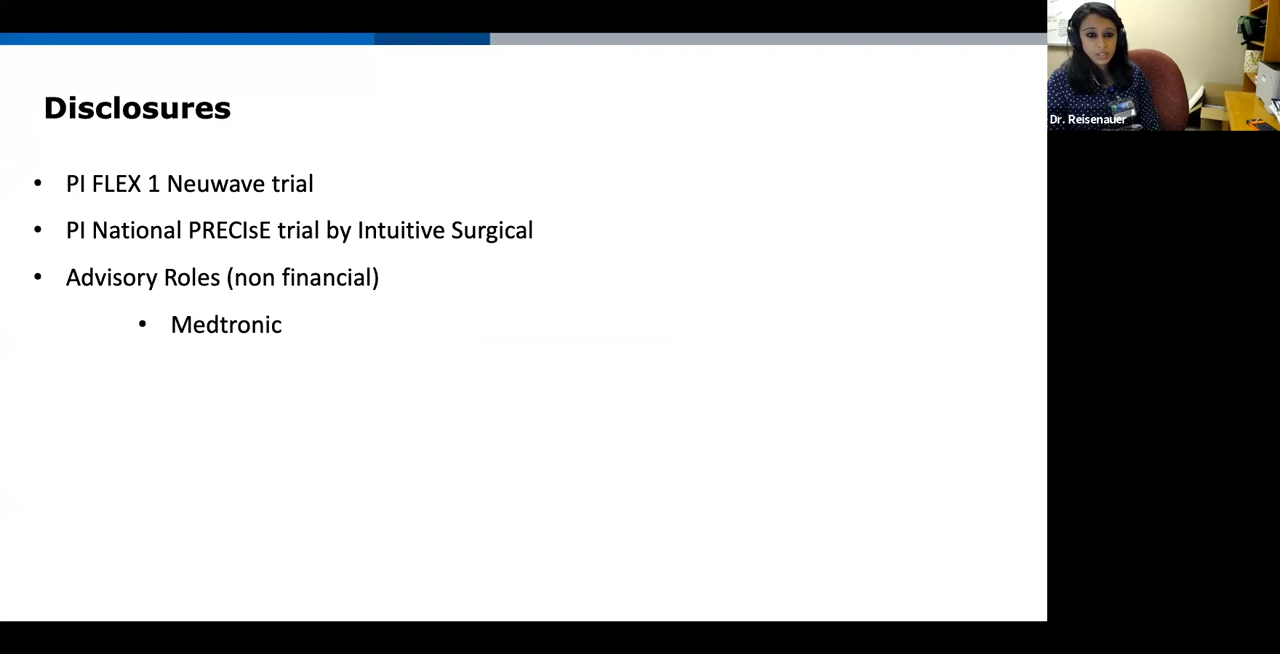 Disclosures
• PI FLEX 1 Neuwave trial
• PI National PRECIsE trial by Intuitive Surgical
• Advisory Roles (non financial)
• Medtronic
Dr. Reisenauer